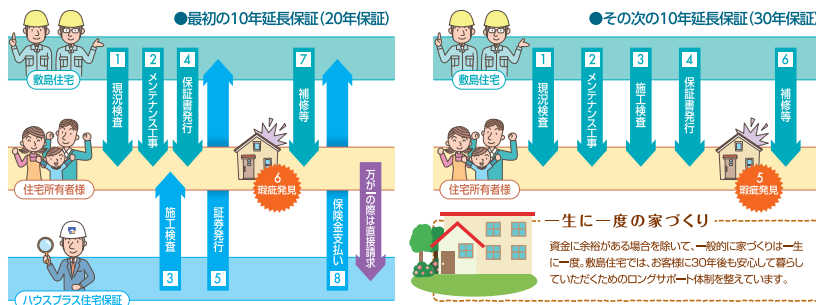 ●最初の10年延長保証(20年保証)
敷島住宅
1 現況検査
2 メンテナンス工事
4 保証書発行
7 補修等
住宅所有者様
6 瑕疵発見
3 施工検査
5 証券発行
8 保険金支払い
万が一の際は直接請求
ハウスプラス住宅保証
●その次の10年延長保証(30年保証)
敷島住宅
1 現況検査
2 メンテナンス工事
3 施工検査
4 保証書発行
6 補修等
住宅所有者様
5 瑕疵発見
一生に一度の家づくり
資金に余裕がある場合を除いて、一般的に家づくりは一生
に一度。敷島住宅では、お客様に30年後も安心して暮らし
ていただくためのロングサポート体制を整えています。